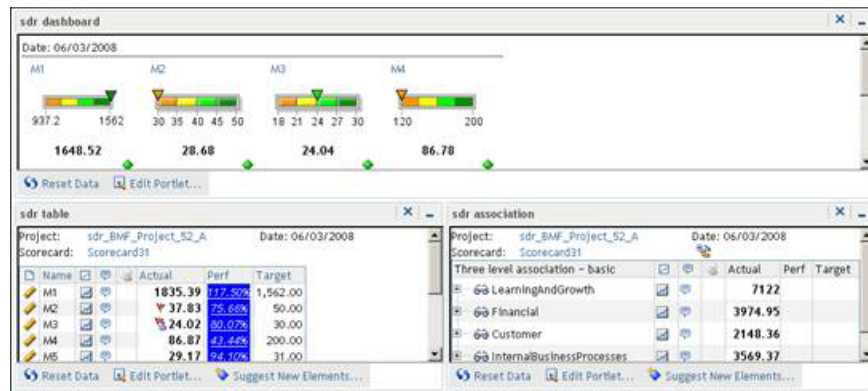 sdr dashboard
Date: 06/03/2008
M1 M2 M3 M4
937.2 1562 30 35 40 45 50 18 21 24 27 30 120 200
1648.52 28.68 24.04 86.78
Reset Data Edit Portlet...
sdr table
Project: sdr_BMF_Project_52_A Date: 06/03/2008
Scorecard: Scorecard31
Name Actual Perf Target
M1 1835.39 117.50% 1,562.00
M2 37.83 75.66% 50.00
M3 24.02 80.07% 30.00
M4 86.87 43.44% 200.00
M5 29.17 94.10% 31.00
Reset Data Edit Portlet... Suggest New Elements...
sdr association
Project: sdr_BMF_Project_52_A Date: 06/03/2008
Scorecard: Scorecard31
Three level association - basic Actual Perf Target
LearningAndGrowth 7122
Financial 3974.95
Customer 2148.36
InternalBusinessProcesses 3569.37
Reset Data Edit Portlet... Suggest New Elements...